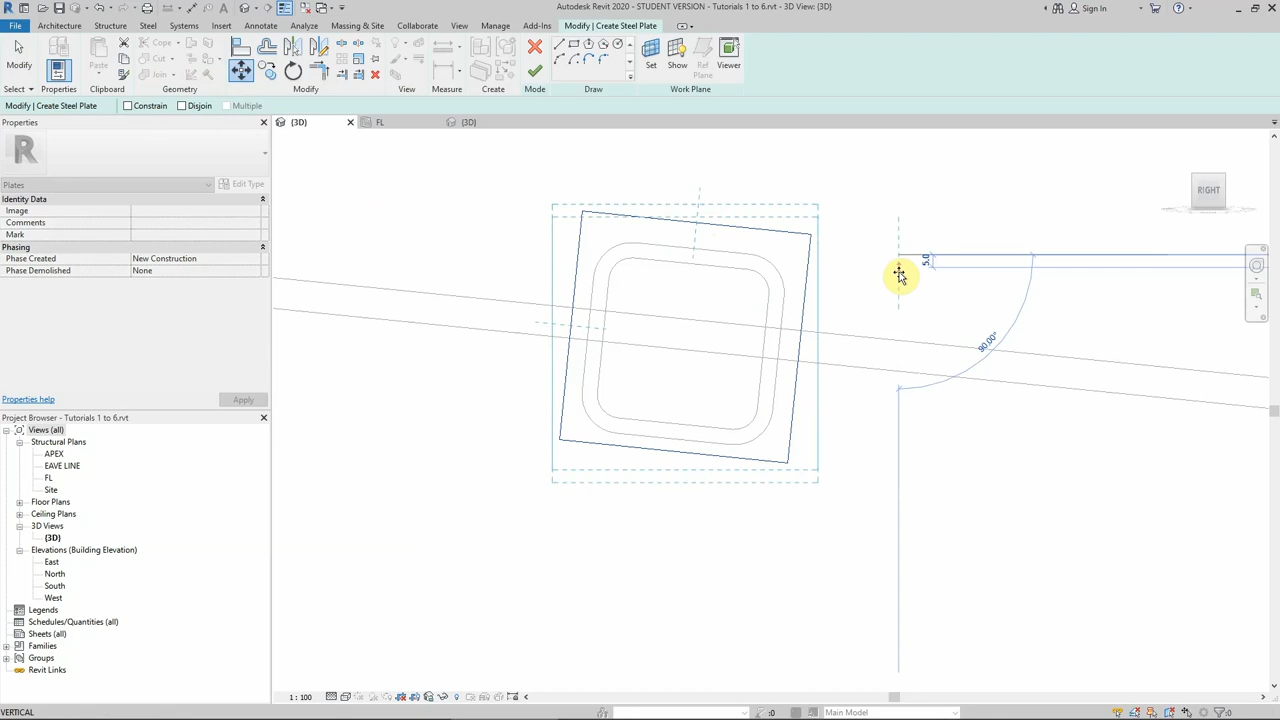 Autodesk Revit 2020 - STUDENT VERSION - Tutorials 1 to 6.rvt - 3D View: {3D}
Sign In
File Architecture Structure Steel Systems Insert Annotate Analyze Massing & Site Collaborate View Manage Add-Ins Modify | Create Steel Plate
Modify Paste Cope Cut Join Set Show Ref Plane Viewer
Select Properties Clipboard Geometry Modify View Measure Create Mode Draw Work Plane
Modify | Create Steel Plate Constrain Disjoin Multiple
Properties
{3D}
FL
{3D}
R
Plates
Edit Type
Identity Data
Image
Comments
Mark
Phasing
Phase Created New Construction
Phase Demolished None
Properties help
Apply
RIGHT
5.0
90.00°
Project Browser - Tutorials 1 to 6.rvt
Views (all)
Structural Plans
APEX
EAVE LINE
FL
Site
Floor Plans
Ceiling Plans
3D Views
{3D}
Elevations (Building Elevation)
East
North
South
West
Legends
Schedules/Quantities (all)
Sheets (all)
Families
Groups
Revit Links
1 : 100
VERTICAL
:0
Main Model
:0